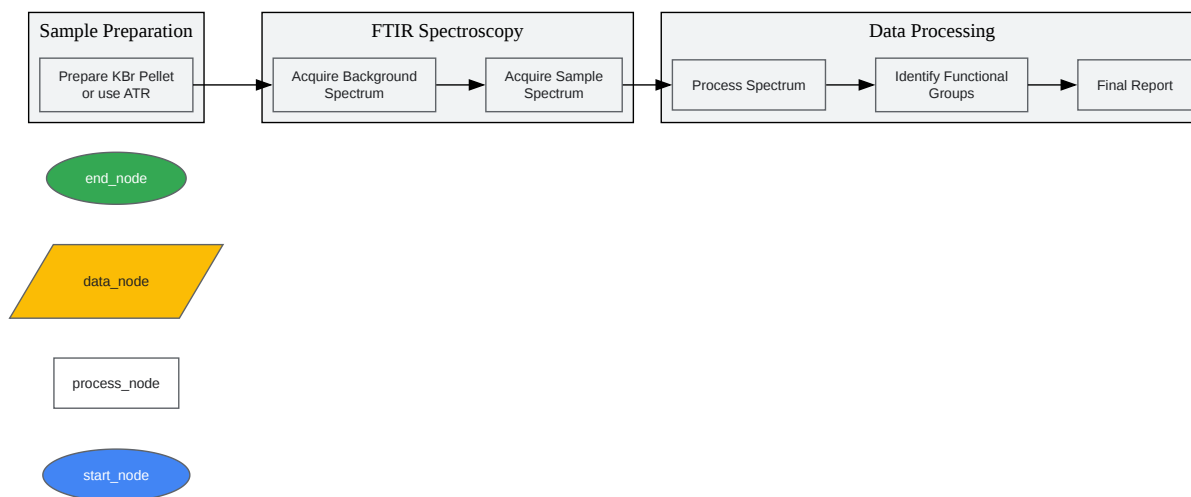 Sample Preparation
Prepare KBr Pellet
or use ATR
FTIR Spectroscopy
Acquire Background
Spectrum
Acquire Sample
Spectrum
Data Processing
Process Spectrum
Identify Functional
Groups
Final Report
end_node
data_node
process_node
start_node